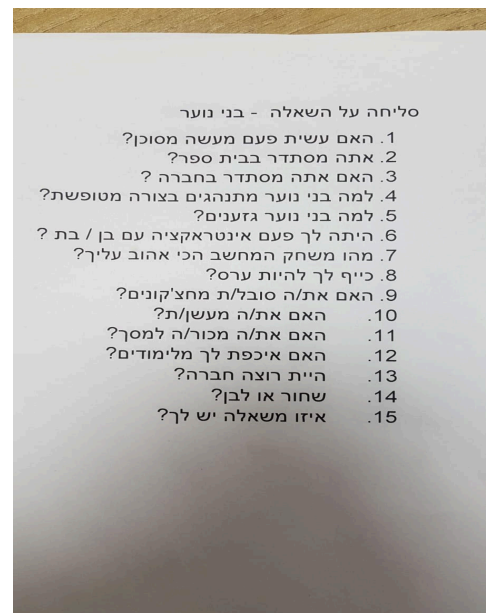 סליחה על השאלה - בני נוער
1. האם עשית פעם מעשה מסוכן?
2. אתה מסתדר בבית ספר?
3. האם אתה מסתדר בחברה ?
4. למה בני נוער מתנהגים בצורה מטופשת?
5. למה בני נוער גזענים?
6. היתה לך פעם אינטראקציה עם בן / בת ?
7. מהו משחק המחשב הכי אהוב עליך?
8. כייף לך להיות ערס?
9. האם את/ה סובל/ת מחצ'קונים?
10. האם את/ה מעשן/ת?
11. האם את/ה מכור/ה למסך?
12. האם איכפת לך מלימודים?
13. היית רוצה חברה?
14. שחור או לבן?
15. איזו משאלה יש לך?